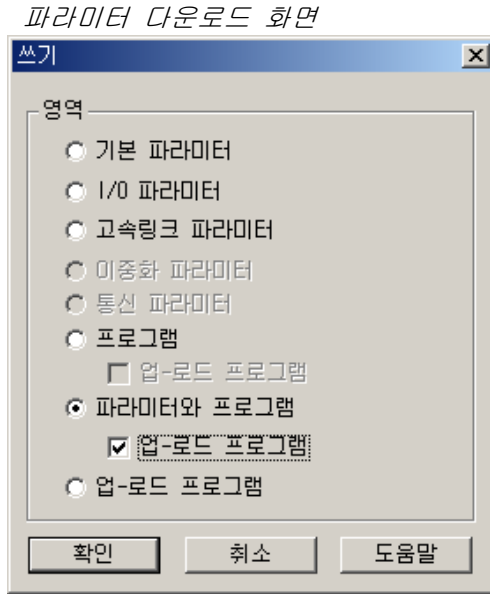 파라미터 다운로드 화면
쓰기
영역
기본 파라미터
I/O 파라미터
고속링크 파라미터
이중화 파라미터
통신 파라미터
프로그램
업-로드 프로그램
파라미터와 프로그램
업-로드 프로그램
업-로드 프로그램
확인 취소 도움말